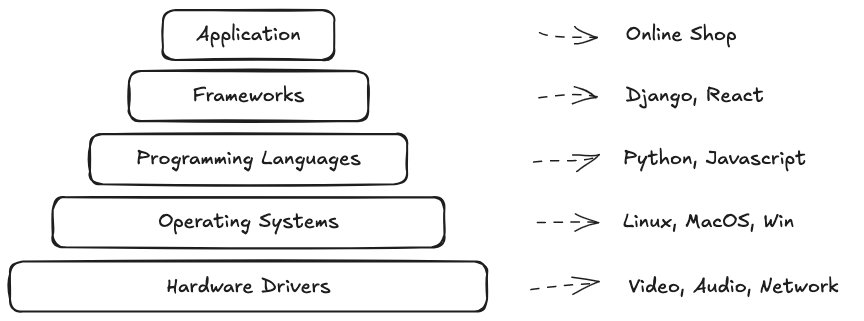 Application
Online Shop
Frameworks
Django, React
Programming Languages
Python, Javascript
Operating Systems
Linux, MacOS, Win
Hardware Drivers
Video, Audio, Network